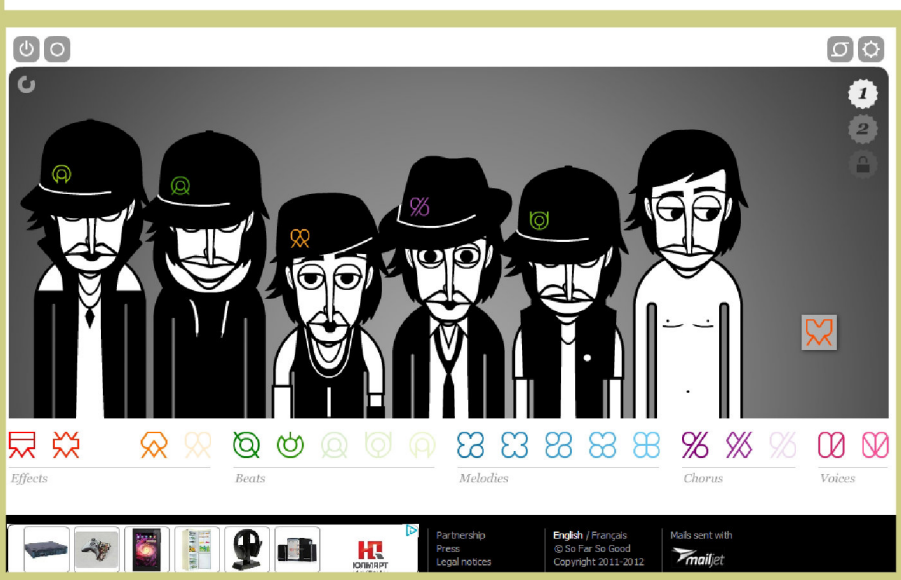 1
2
Effects
Beats
Melodies
Chorus
Voices
ЮЛМАРТ
Partnership
Press
Legal notices
English / Français
© So Far So Good
Copyright 2011-2012
Mails sent with
mailjet